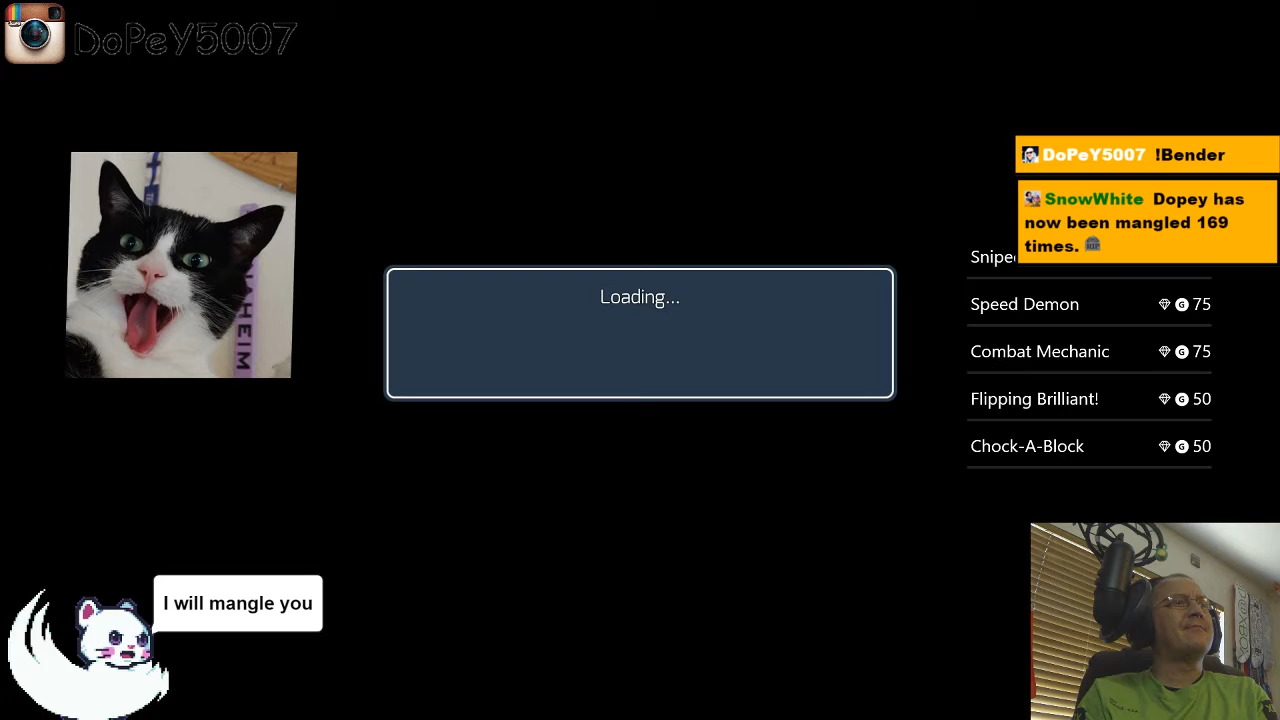 DoPeY5007
DoPeY5007 !Bender
SnowWhite Dopey has
now been mangled 169
times.
Loading...
Speed Demon G 75
Combat Mechanic G 75
Flipping Brilliant! G 50
Chock-A-Block G 50
I will mangle you